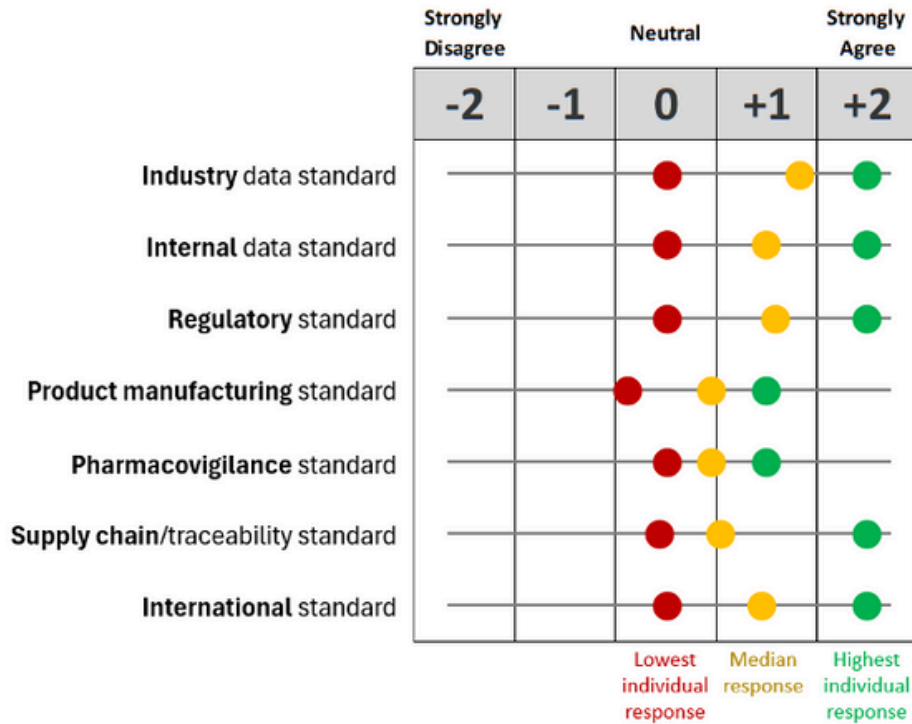 Strongly
Disagree
Neutral
Strongly
Agree
-2 -1 0 +1 +2
Industry data standard
Internal data standard
Regulatory standard
Product manufacturing standard
Pharmacovigilance standard
Supply chain/traceability standard
International standard
Lowest
individual
response
Median
response
Highest
individual
response